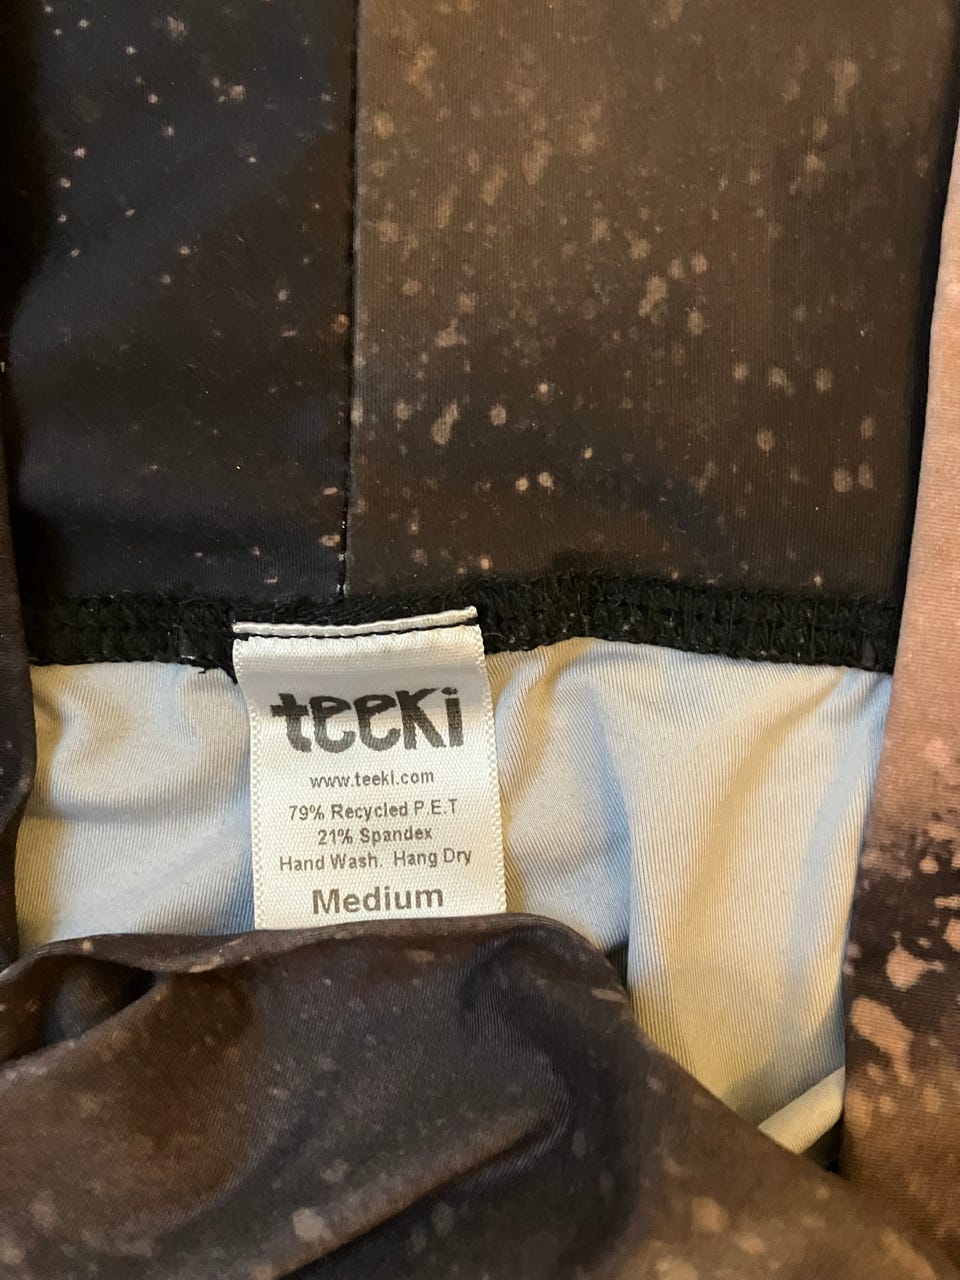 teeki
www.teeki.com
79% Recycled P.E.T
21% Spandex
Hand Wash. Hang Dry
Medium